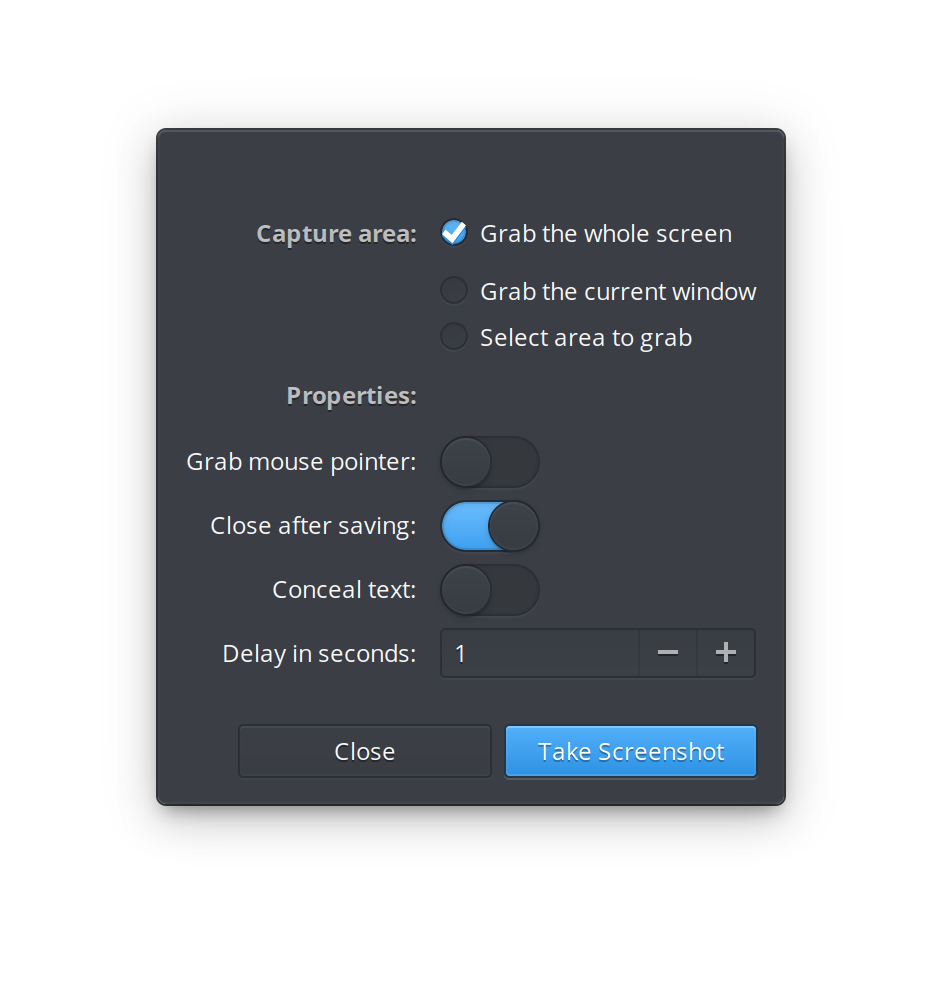 Capture area: Grab the whole screen
Grab the current window
Select area to grab
Properties:
Grab mouse pointer:
Close after saving:
Conceal text:
Delay in seconds: 1
Close Take Screenshot